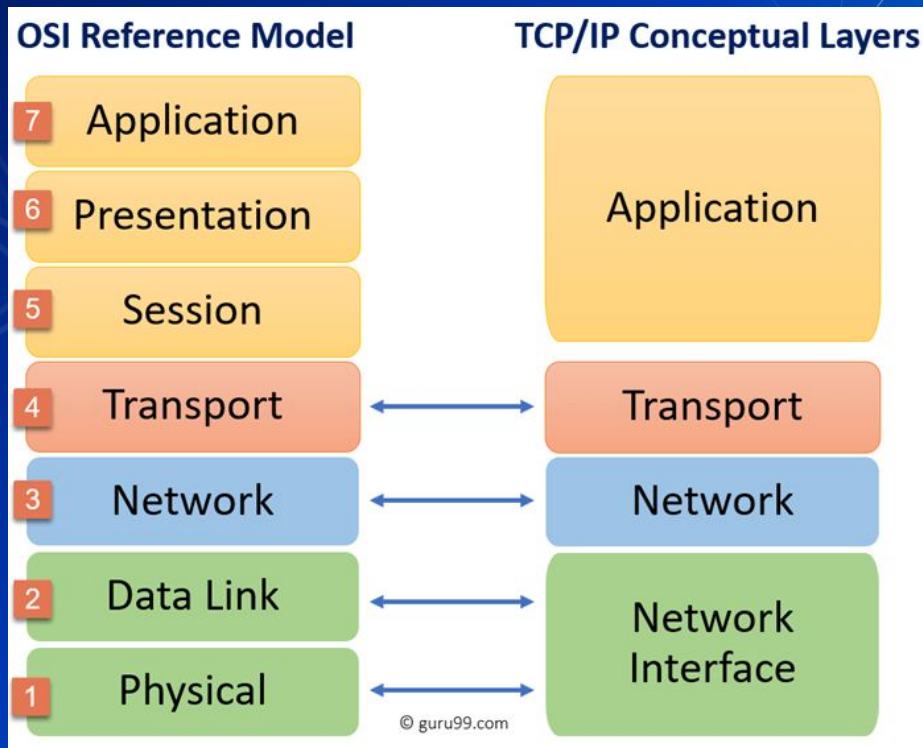 OSI Reference Model
TCP/IP Conceptual Layers
7
Application
6
Presentation
5
Session
Application
4
Transport
Transport
3
Network
Network
2
Data Link
1
Physical
Network
Interface
© guru99.com